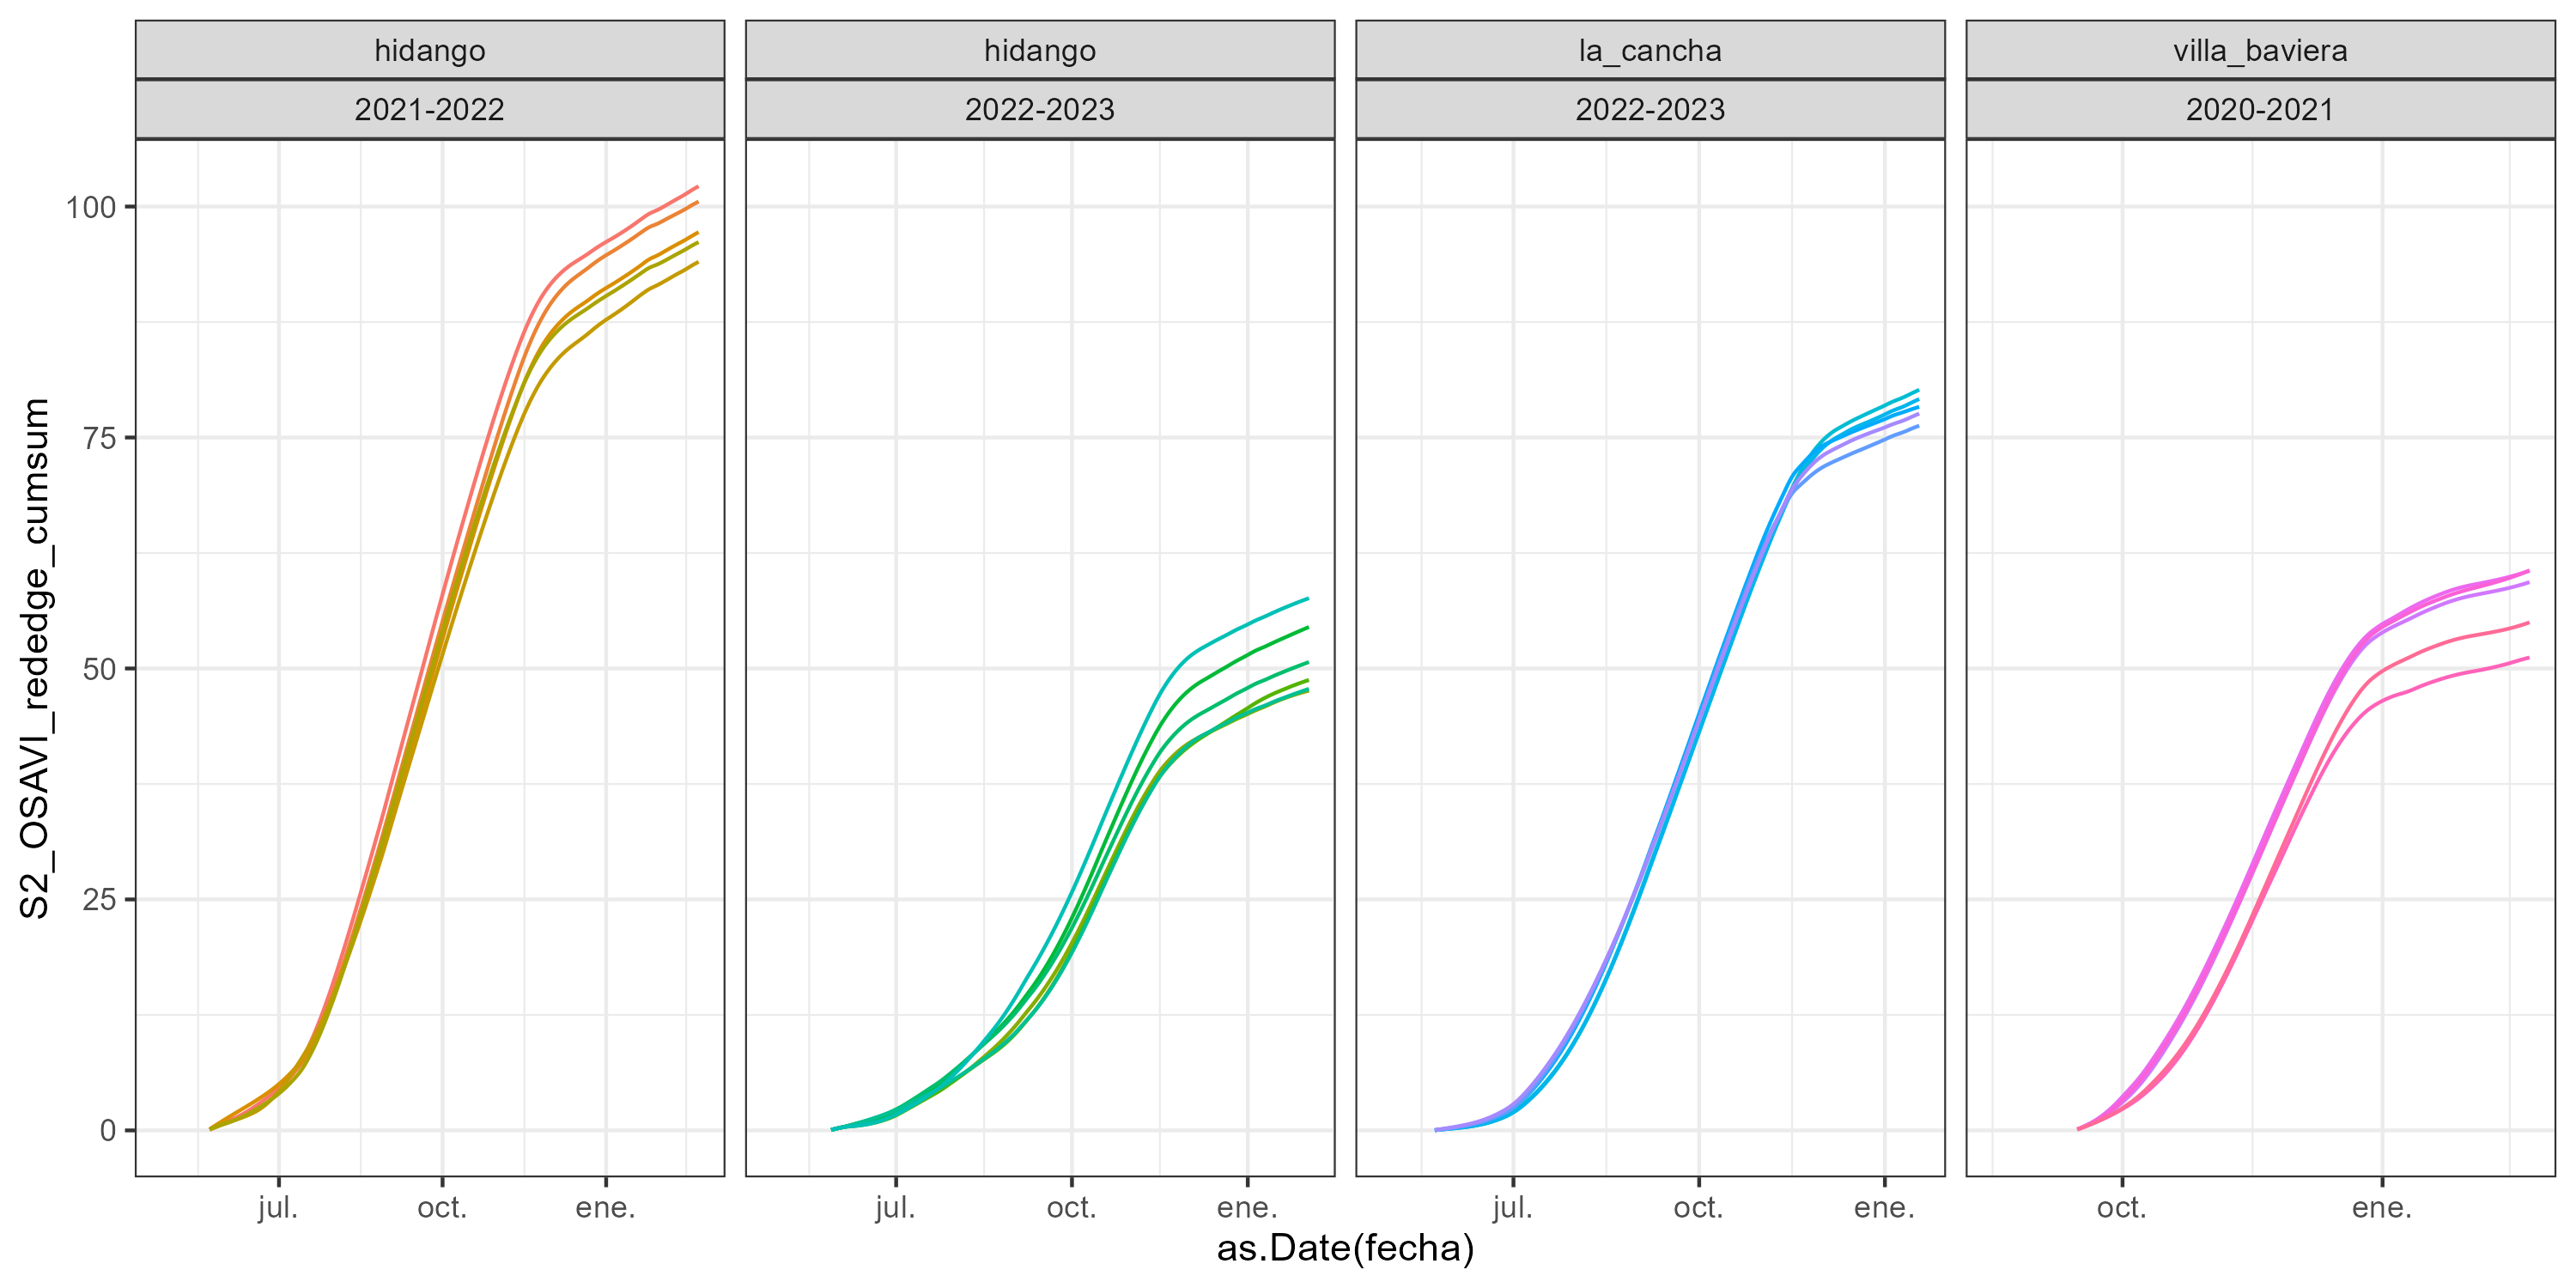 hidango
hidango
la_cancha
villa_baviera
2021-2022
2022-2023
2022-2023
2020-2021
S2_OSAVI_rededge_cumsum
100
75
50
25
0
jul.
oct.
ene.
jul.
oct.
ene.
jul.
oct.
ene.
oct.
ene.
as.Date(fecha)